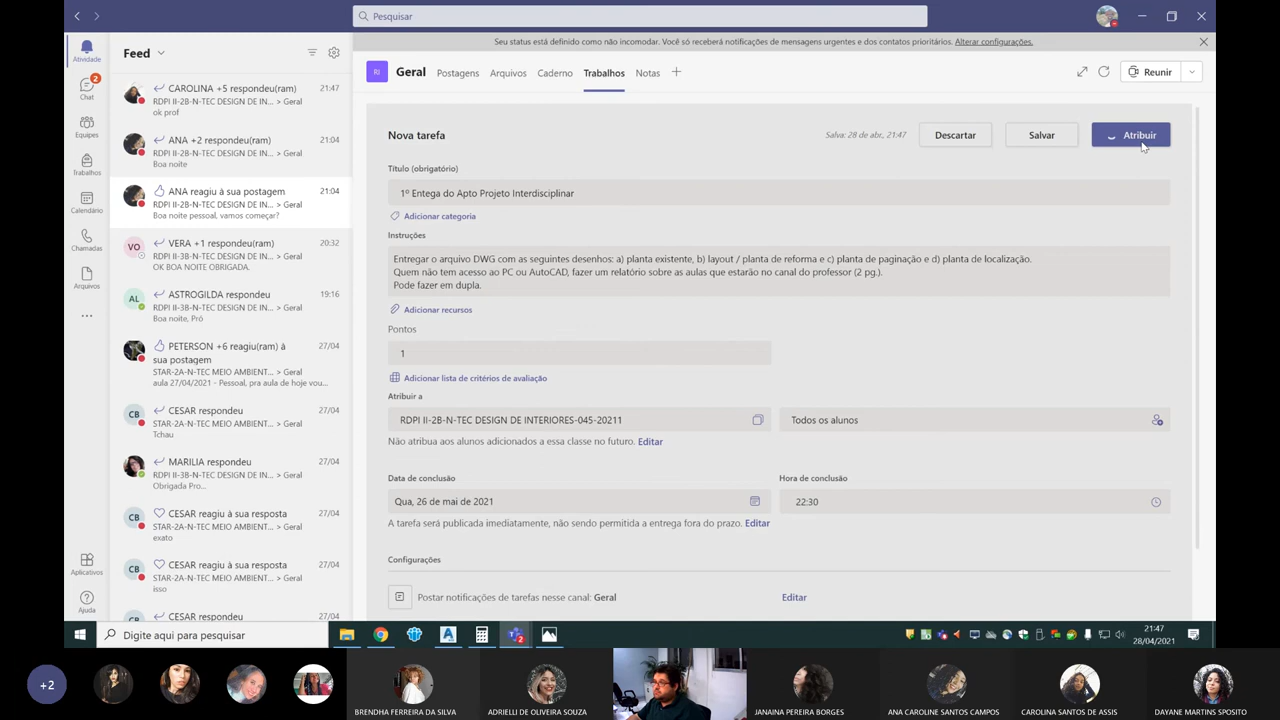 Pesquisar
Seu status está definido como não incomodar. Você só receberá notificações de mensagens urgentes e dos contatos prioritários. Alterar configurações.
Atividade
Chat
2
Equipes
Trabalhos
Calendário
Chamadas
Arquivos
Aplicativos
Ajuda
Feed
CAROLINA +5 respondeu(ram) 21:47
RDPI II-2B-N-TEC DESIGN DE IN... > Geral
ok prof
ANA +2 respondeu(ram) 21:04
RDPI II-2B-N-TEC DESIGN DE IN... > Geral
Boa noite
ANA reagiu à sua postagem 21:04
RDPI II-2B-N-TEC DESIGN DE IN... > Geral
Boa noite pessoal, vamos começar?
VO
VERA +1 respondeu(ram) 20:32
RDPI II-3B-N-TEC DESIGN DE IN... > Geral
OK BOA NOITE OBRIGADA.
AL
ASTROGILDA respondeu 19:16
RDPI II-3B-N-TEC DESIGN DE IN... > Geral
Boa noite, Pró
PETERSON +6 reagiu(ram) à 27/04
sua postagem
STAR-2A-N-TEC MEIO AMBIENT... > Geral
aula 27/04/2021 - Pessoal, pra aula de hoje vou...
CB
CESAR respondeu 27/04
STAR-2A-N-TEC MEIO AMBIENT... > Geral
Tchau
MARILIA respondeu 27/04
RDPI II-3B-N-TEC DESIGN DE IN... > Geral
Obrigada Pro...
CB
CESAR reagiu à sua resposta 27/04
STAR-2A-N-TEC MEIO AMBIENT... > Geral
exato
CB
CESAR reagiu à sua resposta 27/04
STAR-2A-N-TEC MEIO AMBIENT... > Geral
isso
CESAR respondeu 27/04
RI
Geral
Postagens
Arquivos
Caderno
Trabalhos
Notas
Reunir
Nova tarefa
Salva: 28 de abr., 21:47
Descartar
Salvar
Atribuir
Título (obrigatório)
1º Entega do Apto Projeto Interdisciplinar
Adicionar categoria
Instruções
Entregar o arquivo DWG com as seguintes desenhos: a) planta existente, b) layout / planta de reforma e c) planta de paginação e d) planta de localização.
Quem não tem acesso ao PC ou AutoCAD, fazer um relatório sobre as aulas que estarão no canal do professor (2 pg.).
Pode fazer em dupla.
Adicionar recursos
Pontos
1
Adicionar lista de critérios de avaliação
Atribuir a
RDPI II-2B-N-TEC DESIGN DE INTERIORES-045-20211
Todos os alunos
Não atribua aos alunos adicionados a essa classe no futuro. Editar
Data de conclusão
Hora de conclusão
Qua, 26 de mai de 2021
22:30
A tarefa será publicada imediatamente, não sendo permitida a entrega fora do prazo. Editar
Configurações
Postar notificações de tarefas nesse canal: Geral
Editar
Digite aqui para pesquisar
21:47
28/04/2021
+2
BRENDHA FERREIRA DA SILVA
ADRIELLI DE OLIVEIRA SOUZA
JANAINA PEREIRA BORGES
ANA CAROLINE SANTOS CAMPOS
CAROLINA SANTOS DE ASSIS
DAYANE MARTINS SPOSITO